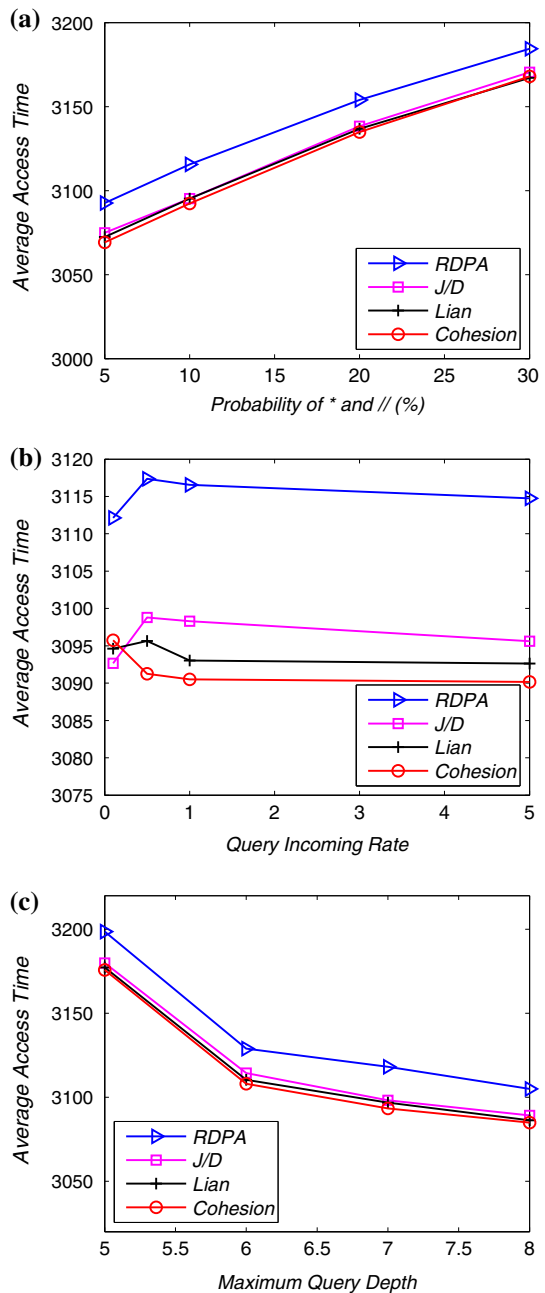 (a)
3200
3150
3100
3050
3000
Average Access Time
5 10 15 20 25 30
Probability of * and // (%)
RDPA
J/D
Lian
Cohesion
(b)
3120
3115
3110
3105
3100
3095
3090
3085
3080
3075
Average Access Time
0 1 2 3 4 5
Query Incoming Rate
RDPA
J/D
Lian
Cohesion
(c)
3200
3150
3100
3050
Average Access Time
5 5.5 6 6.5 7 7.5 8
Maximum Query Depth
RDPA
J/D
Lian
Cohesion